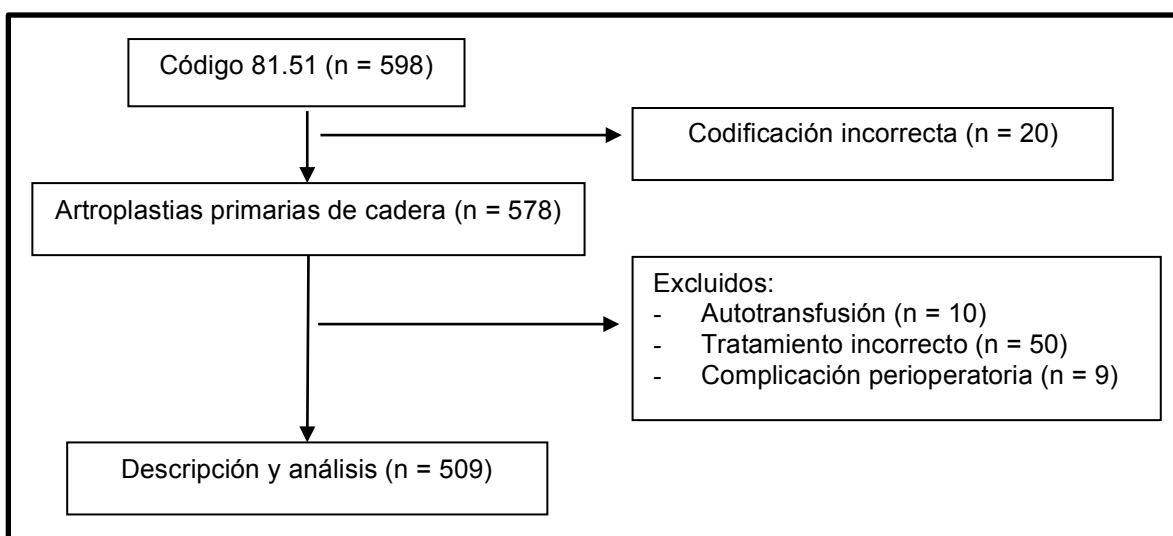 Código 81.51 (n = 598)
Codificación incorrecta (n = 20)
Artroplastias primarias de cadera (n = 578)
Excluidos:
- Autotransfusión (n = 10)
- Tratamiento incorrecto (n = 50)
- Complicación perioperatoria (n = 9)
Descripción y análisis (n = 509)